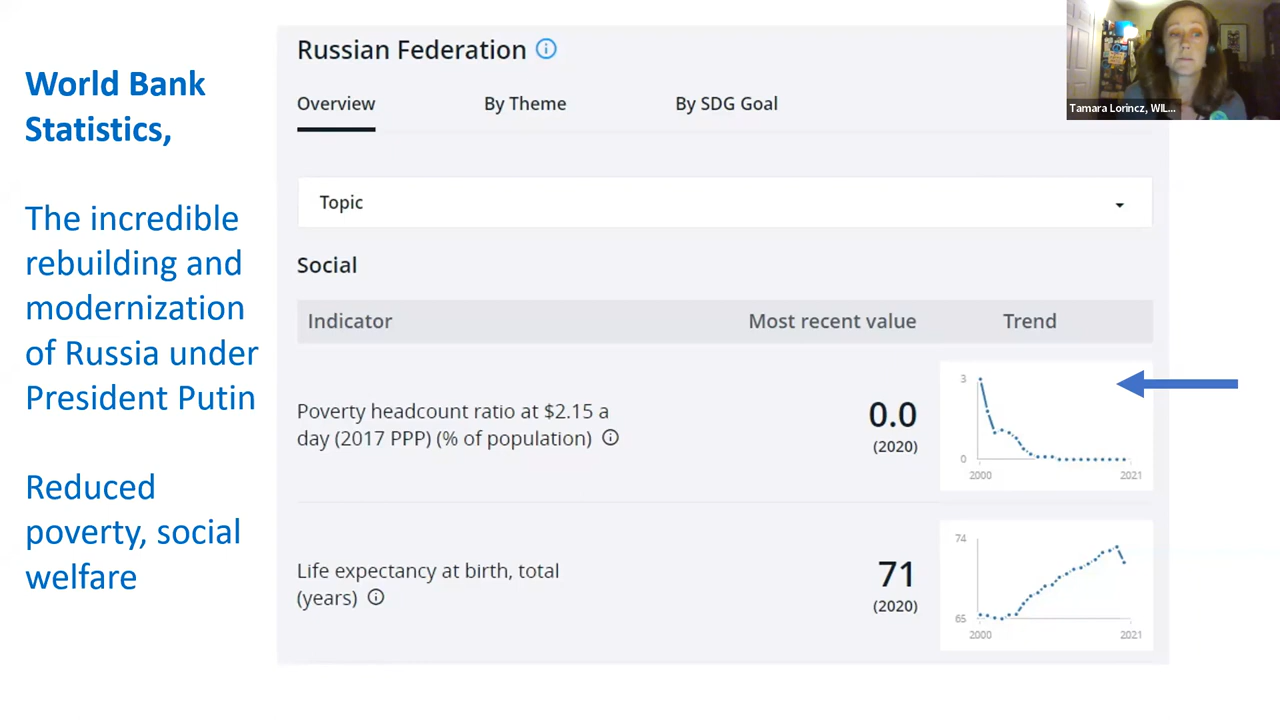 World Bank
Statistics,
The incredible
rebuilding and
modernization
of Russia under
President Putin
Reduced
poverty, social
welfare
Russian Federation
Overview By Theme By SDG Goal
Topic
Social
Indicator Most recent value Trend
Poverty headcount ratio at $2.15 a
day (2017 PPP) (% of population)
0.0
(2020)
3
0
2000 2021
Life expectancy at birth, total
(years)
71
(2020)
74
65
2000 2021
Tamara Lorincz, WIL...